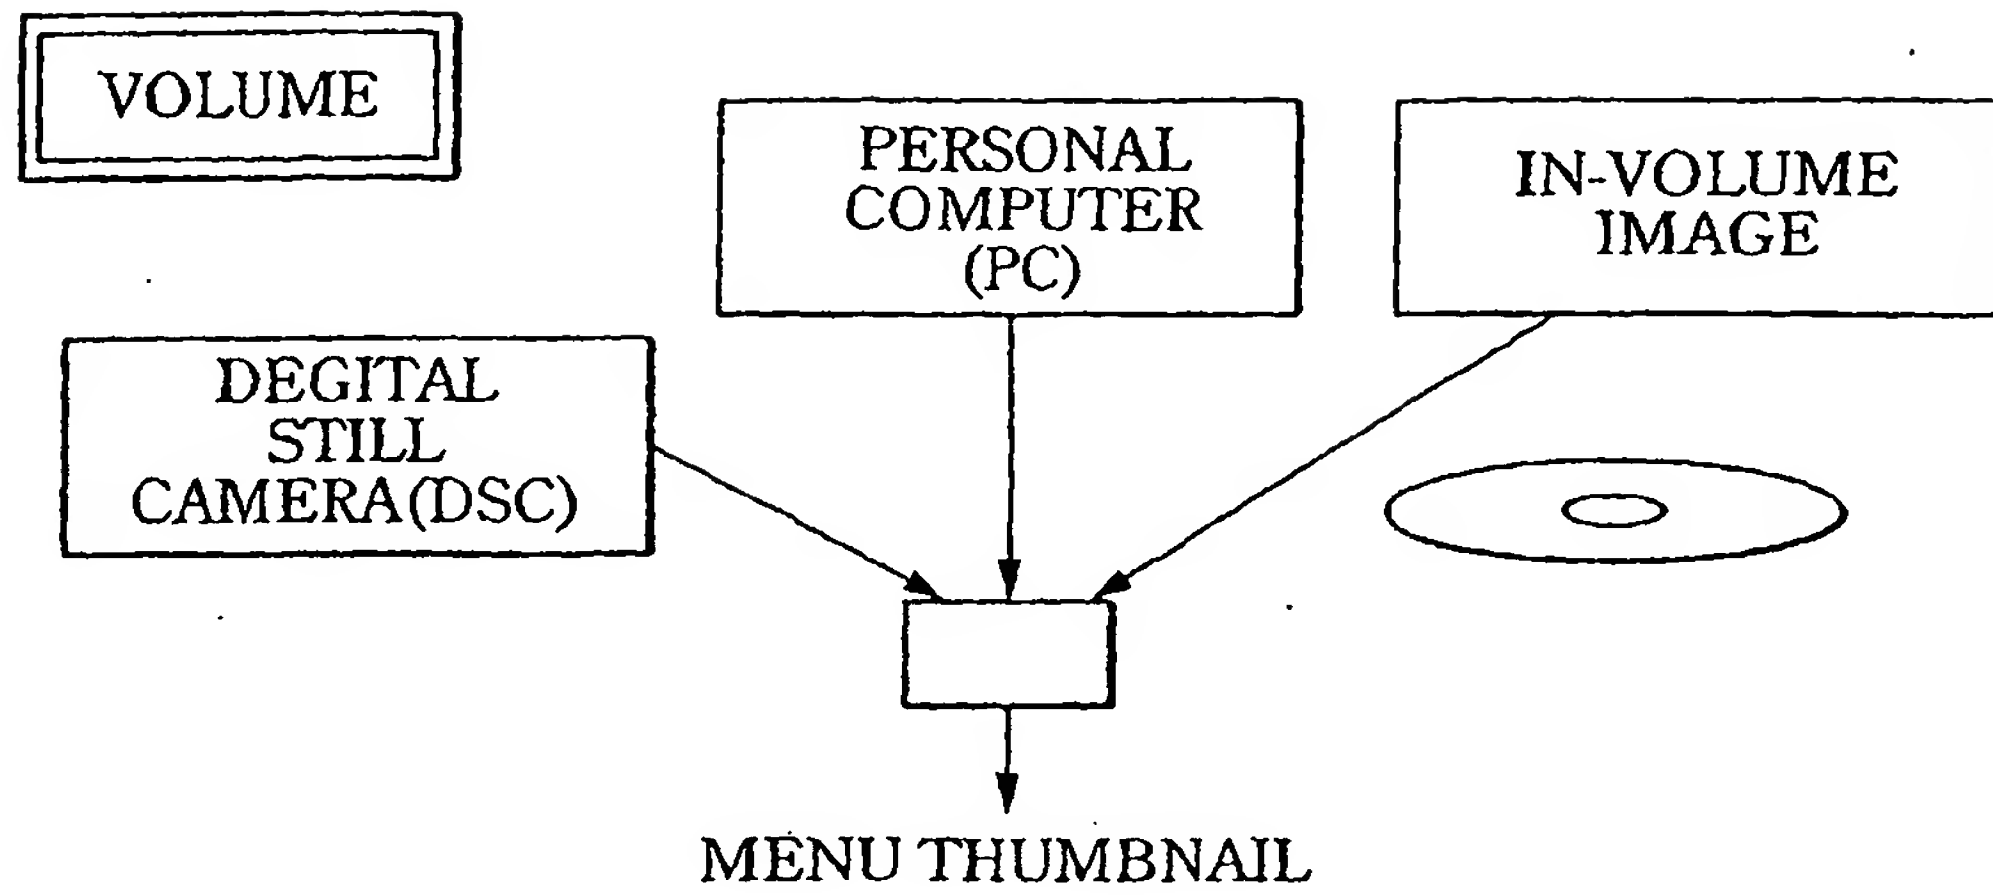 VOLUME
PERSONAL
COMPUTER
(PC)
IN-VOLUME
IMAGE
DEGITAL
STILL
CAMERA(DSC)
MENU THUMBNAIL